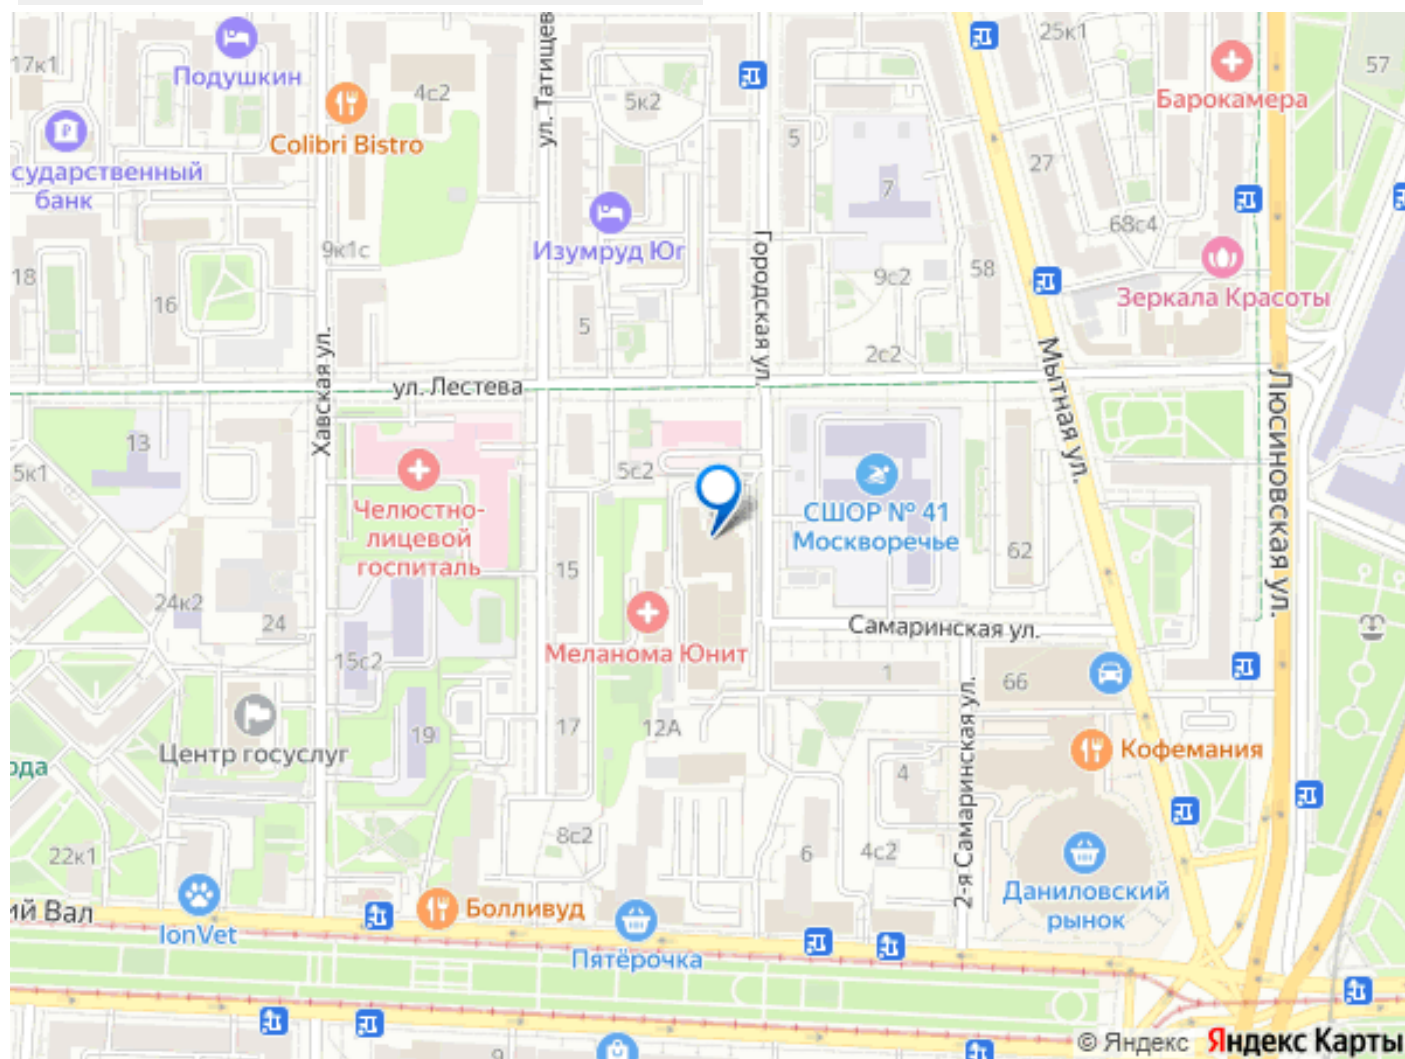 25к1
17к1
Подушкин
57
4с2
5к2
Барокамера
ул. Татищев
Colibri Bistro
5
27
сударственный
банк
7
68с4
Изумруд Юг
9к1с
Городская ул.
58
9с2
18
16
Зеркала Красоты
5
Хавская ул.
2с2
Мытная ул.
ул. Лестева
Люсиновская ул.
13
5к1
5с2
Челюстно-
лицевой
госпиталь
СШОР № 41
Москворечье
62
15
24к2
24
Самаринская ул.
Меланома Юнит
15с2
1
66
17
12А
19
Центр госуслуг
Кофемания
ода
4
2-я Самаринская ул.
8с2
22к1
6
4с2
Даниловский
рынок
ий Вал
Болливуд
IonVet
Пятёрочка
9
© Яндекс Яндекс Карты